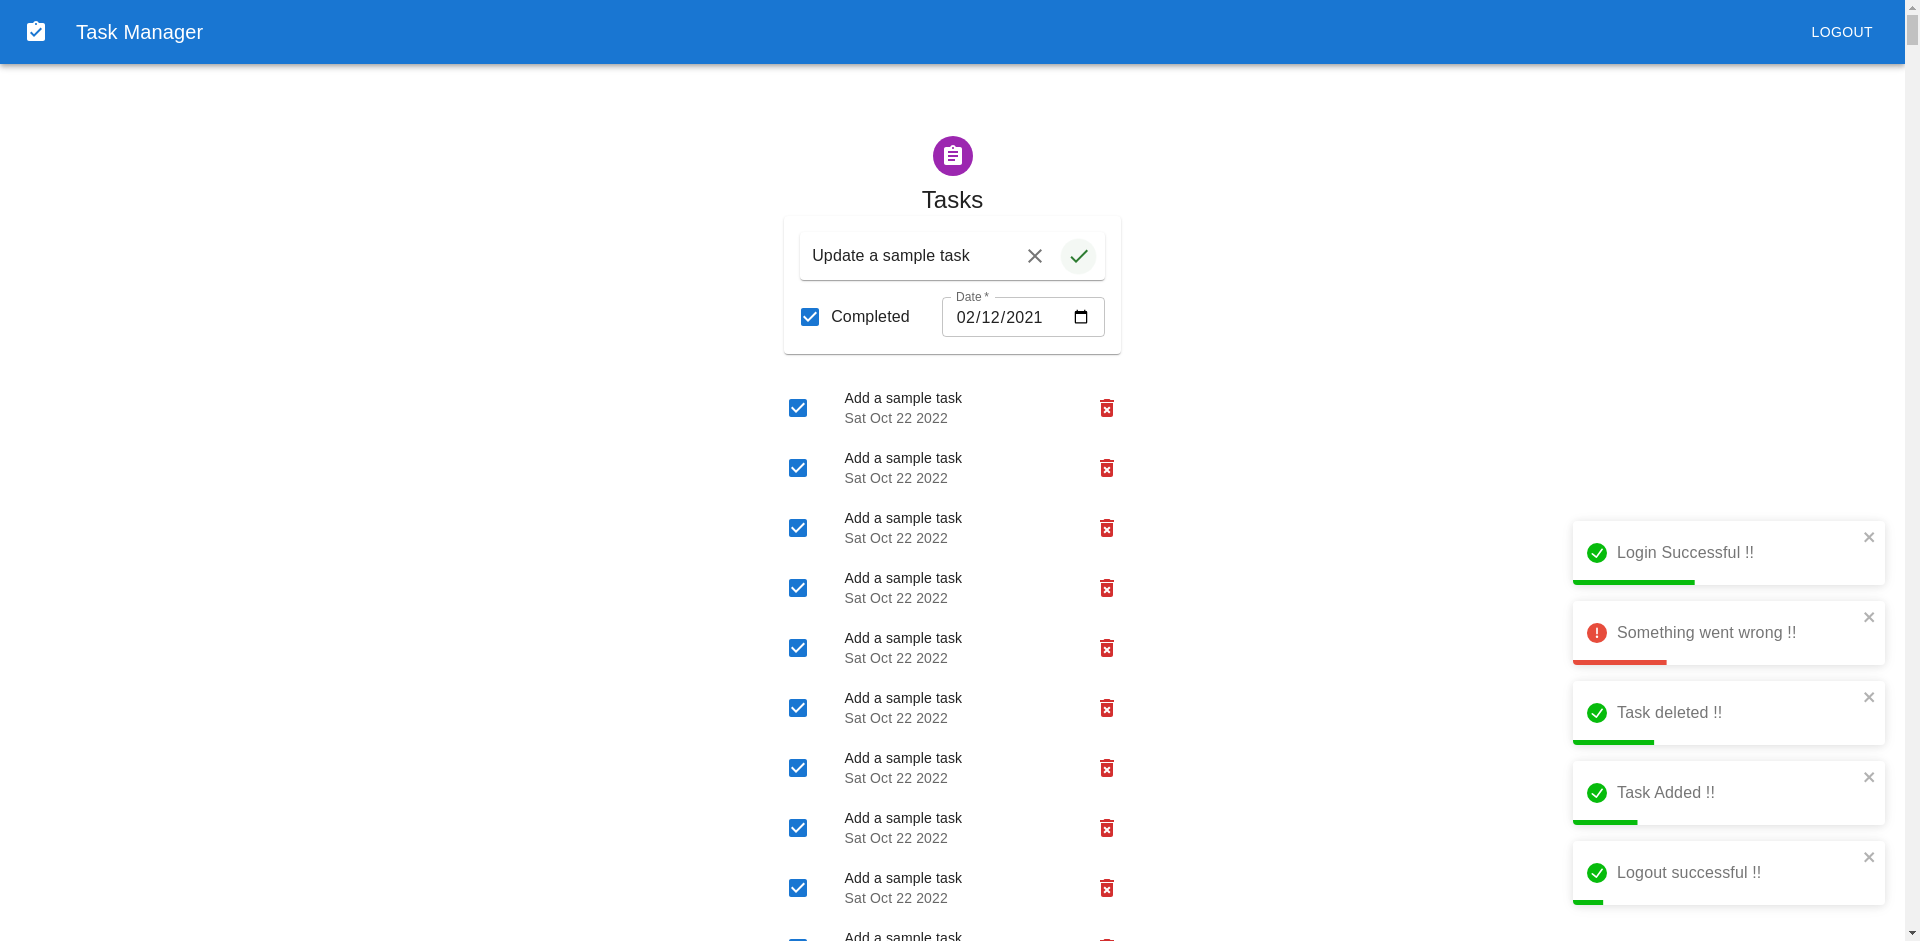 Task Manager
LOGOUT
Tasks
Update a sample task
Date *
Completed
02/12/2021
Add a sample task
Sat Oct 22 2022
Add a sample task
Sat Oct 22 2022
Add a sample task
Sat Oct 22 2022
Add a sample task
Sat Oct 22 2022
Add a sample task
Sat Oct 22 2022
Add a sample task
Sat Oct 22 2022
Add a sample task
Sat Oct 22 2022
Add a sample task
Sat Oct 22 2022
Add a sample task
Sat Oct 22 2022
Add a sample task
Login Successful !!
Something went wrong !!
Task deleted !!
Task Added !!
Logout successful !!